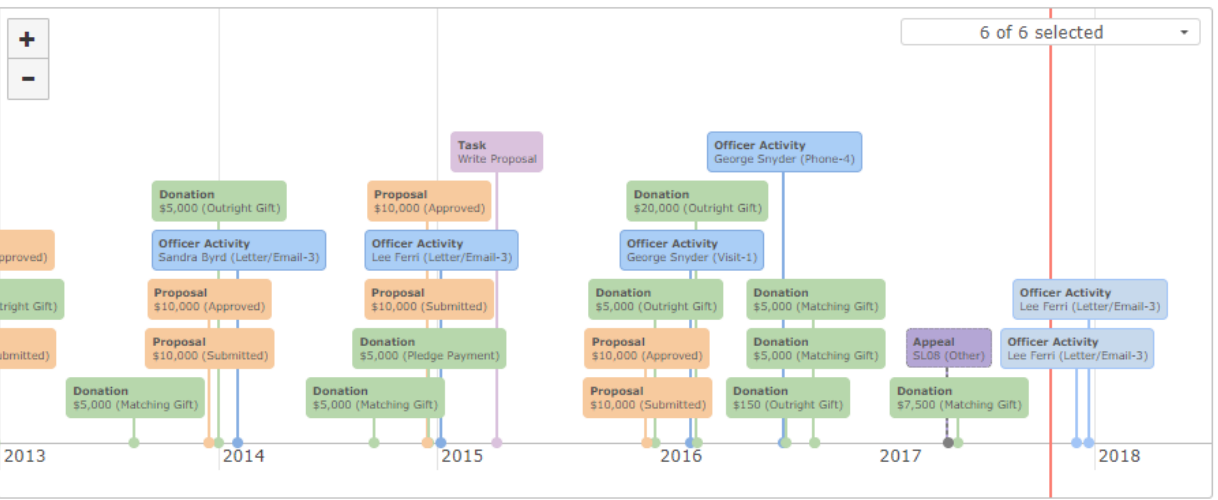 +
6 of 6 selected
-
Task
Write Proposal
Officer Activity
George Snyder (Phone-4)
Donation
$5,000 (Outright Gift)
Proposal
$10,000 (Approved)
Donation
$20,000 (Outright Gift)
pproved)
Officer Activity
Sandra Byrd (Letter/Email-3)
Officer Activity
Lee Ferri (Letter/Email-3)
Officer Activity
George Snyder (Visit-1)
tright Gift)
Proposal
$10,000 (Approved)
Proposal
$10,000 (Submitted)
Donation
$5,000 (Outright Gift)
Donation
$5,000 (Matching Gift)
Officer Activity
Lee Ferri (Letter/Email-3)
ubmitted)
Proposal
$10,000 (Submitted)
Donation
$5,000 (Pledge Payment)
Proposal
$10,000 (Approved)
Donation
$5,000 (Matching Gift)
Appeal
SL08 (Other)
Officer Activity
Lee Ferri (Letter/Email-3)
Donation
$5,000 (Matching Gift)
Donation
$5,000 (Matching Gift)
Proposal
$10,000 (Submitted)
Donation
$150 (Outright Gift)
Donation
$7,500 (Matching Gift)
2013
2014
2015
2016
2017
2018